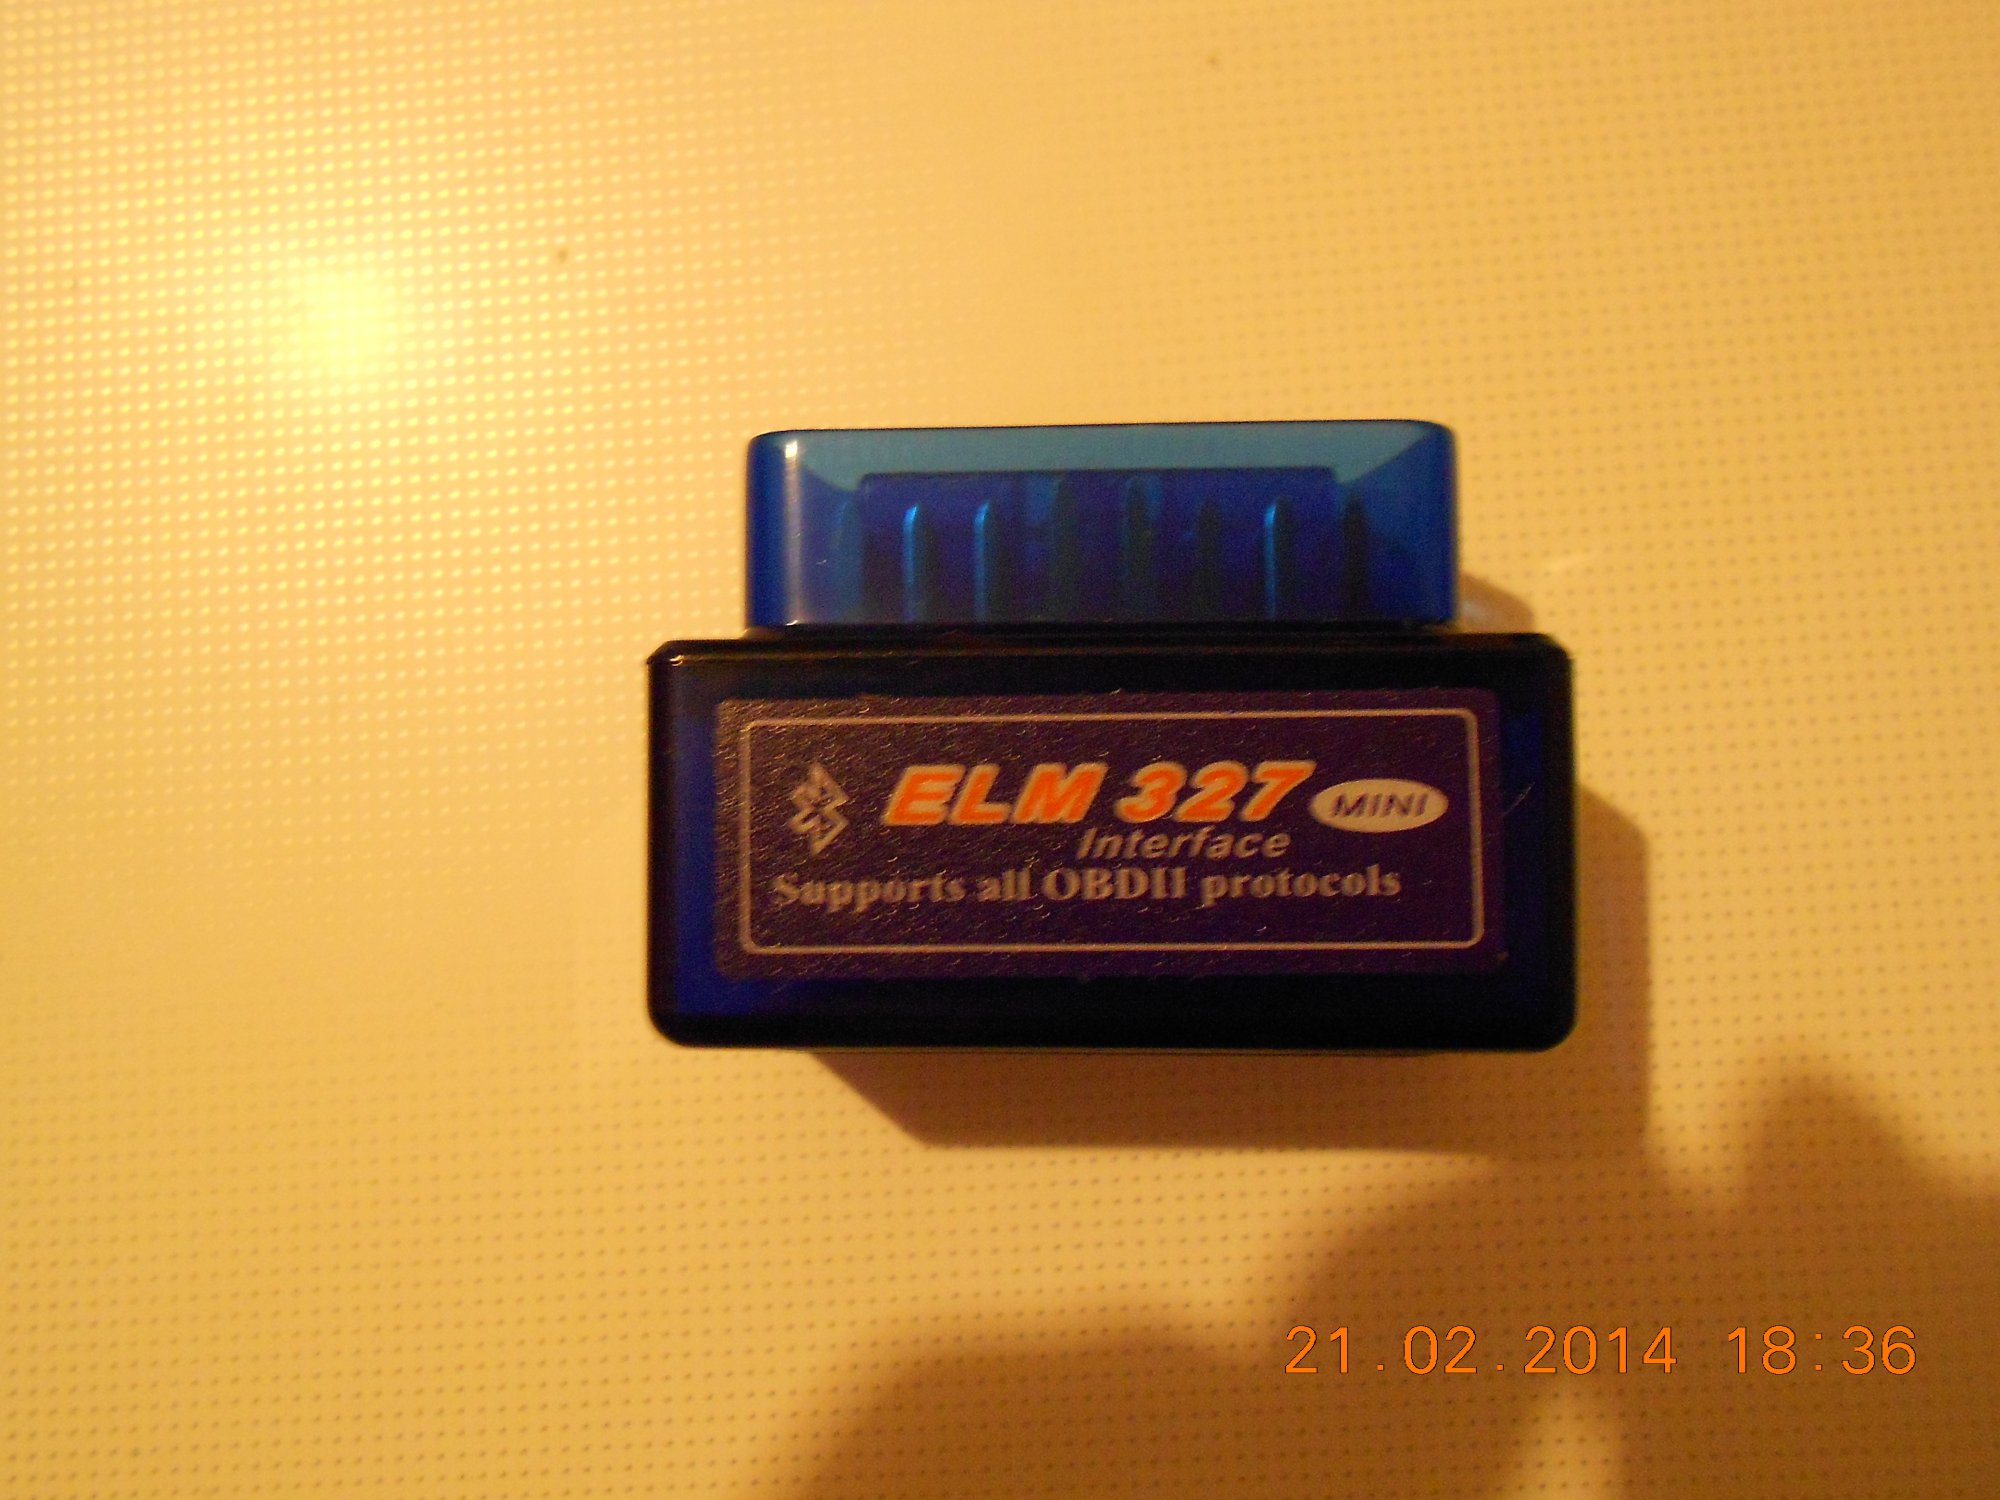 ELM 327 MINI
Interface
Supports all OBDII protocols
21.02.2014 18:36